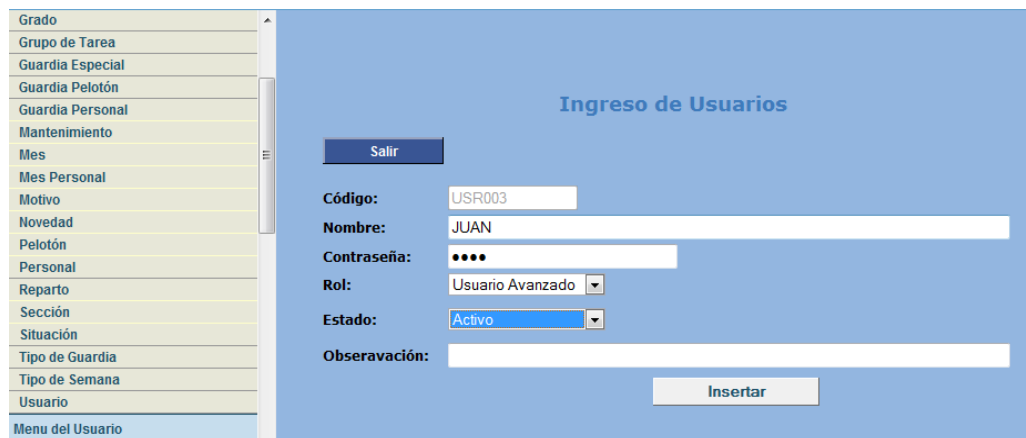 Grado
Grupo de Tarea
Guardia Especial
Guardia Pelotón
Guardia Personal
Mantenimiento
Mes
Mes Personal
Motivo
Novedad
Pelotón
Personal
Reparto
Sección
Situación
Tipo de Guardia
Tipo de Semana
Usuario
Menu del Usuario
Ingreso de Usuarios
Salir
Código: USR003
Nombre: JUAN
Contraseña: ••••
Rol: Usuario Avanzado
Estado: Activo
Obseravación:
Insertar